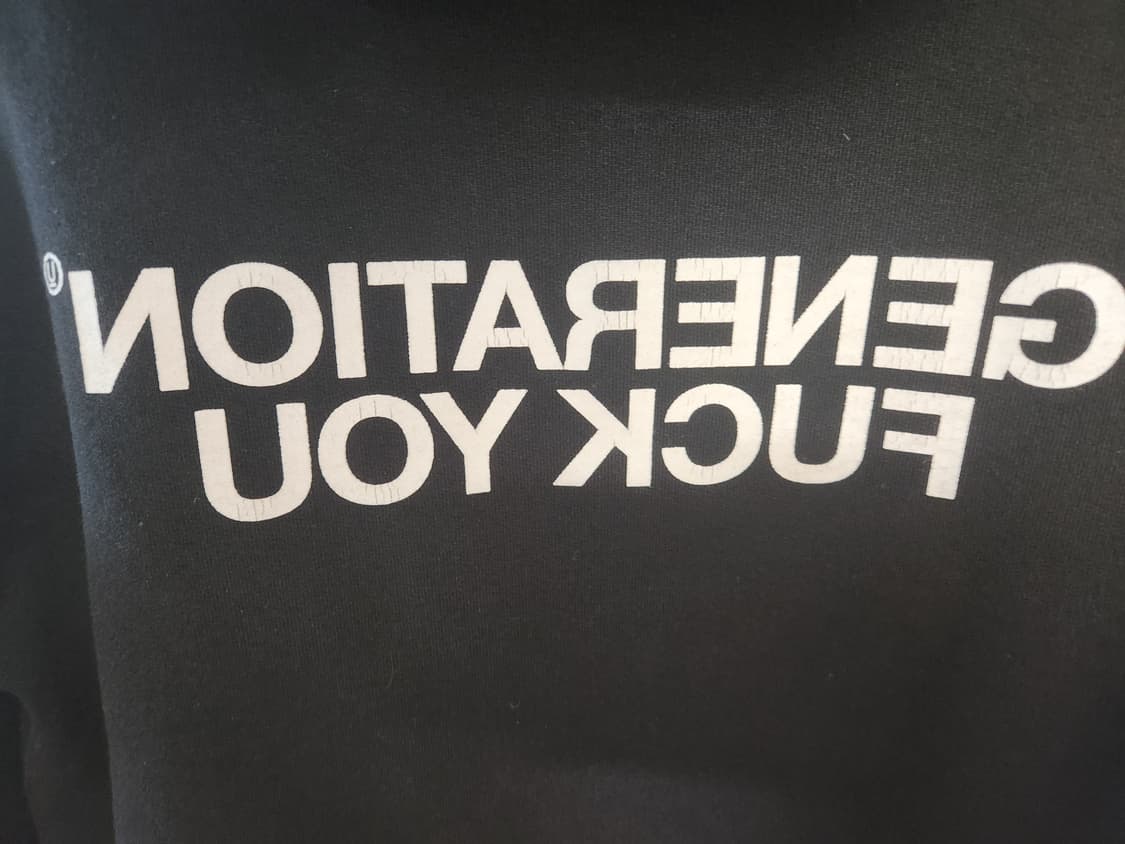 GENERATION Ⓤ
FUCK YOU